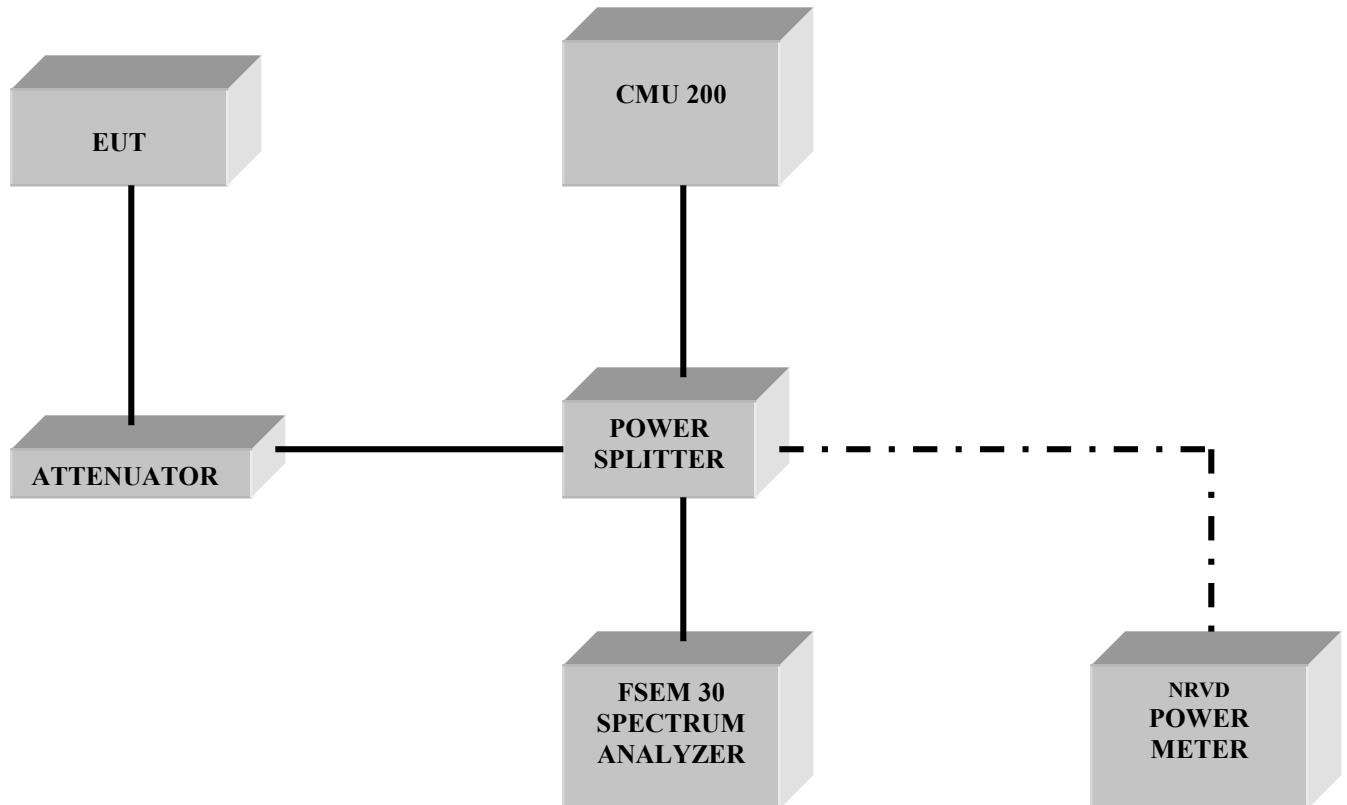 CMU 200
EUT
POWER
SPLITTER
ATTENUATOR
FSEM 30
SPECTRUM
ANALYZER
NRVD
POWER
METER